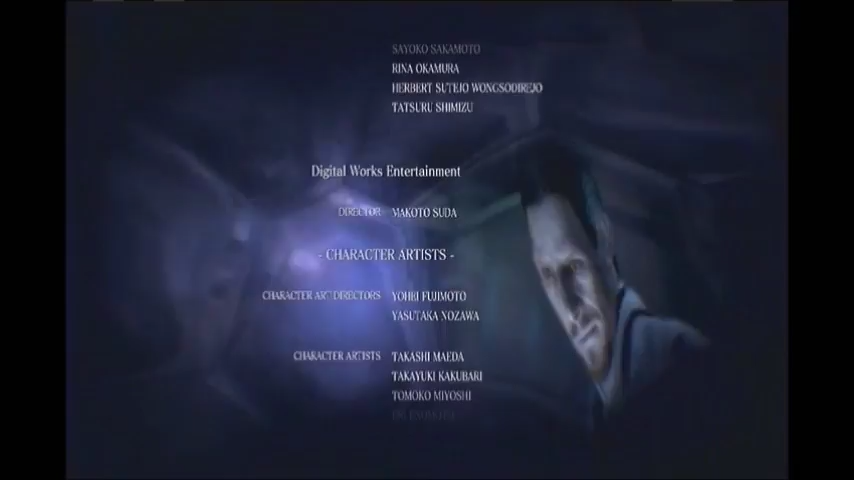 SAYOKO SAKAMOTO
RINA OKAMURA
HERBERT SUTEJO WONGSODIREJO
TATSURU SHIMIZU
Digital Works Entertainment
DIRECTOR MAKOTO SUDA
- CHARACTER ARTISTS -
CHARACTER ART DIRECTORS YOHEI FUJIMOTO
YASUTAKA NOZAWA
CHARACTER ARTISTS TAKASHI MAEDA
TAKAYUKI KAKUBARI
TOMOKO MIYOSHI